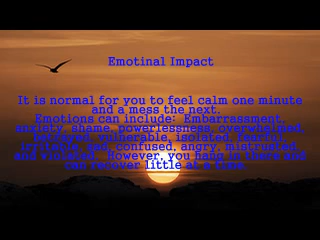 Emotinal Impact
It is normal for you to feel calm one minute
and a mess the next.
Emotions can include: Embarrassment,
anxiety, shame, powerlessness, overwhelmed,
betrayed, vulnerable, isolated, fearful,
irritable, sad, confused, angry, mistrusted
and violated. However, you hang in there and
can recover little at a time.